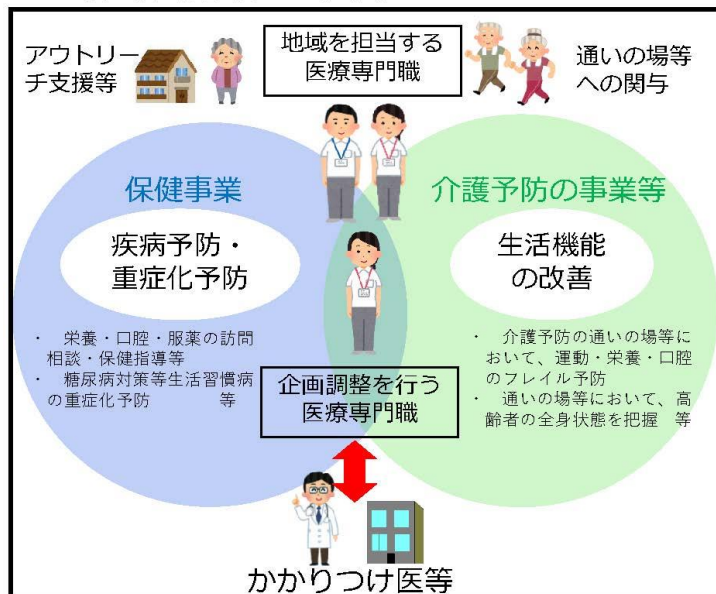 アウトリー
チ支援等
地域を担当する
医療専門職
通いの場等
への関与
保健事業
疾病予防・
重症化予防
・ 栄養・口腔・服薬の訪問
相談・保健指導等
・ 糖尿病対策等生活習慣病
の重症化予防 等
介護予防の事業等
生活機能
の改善
・ 介護予防の通いの場等に
おいて、運動・栄養・口腔
のフレイル予防
・ 通いの場等において、高
齢者の全身状態を把握 等
企画調整を行う
医療専門職
かかりつけ医等